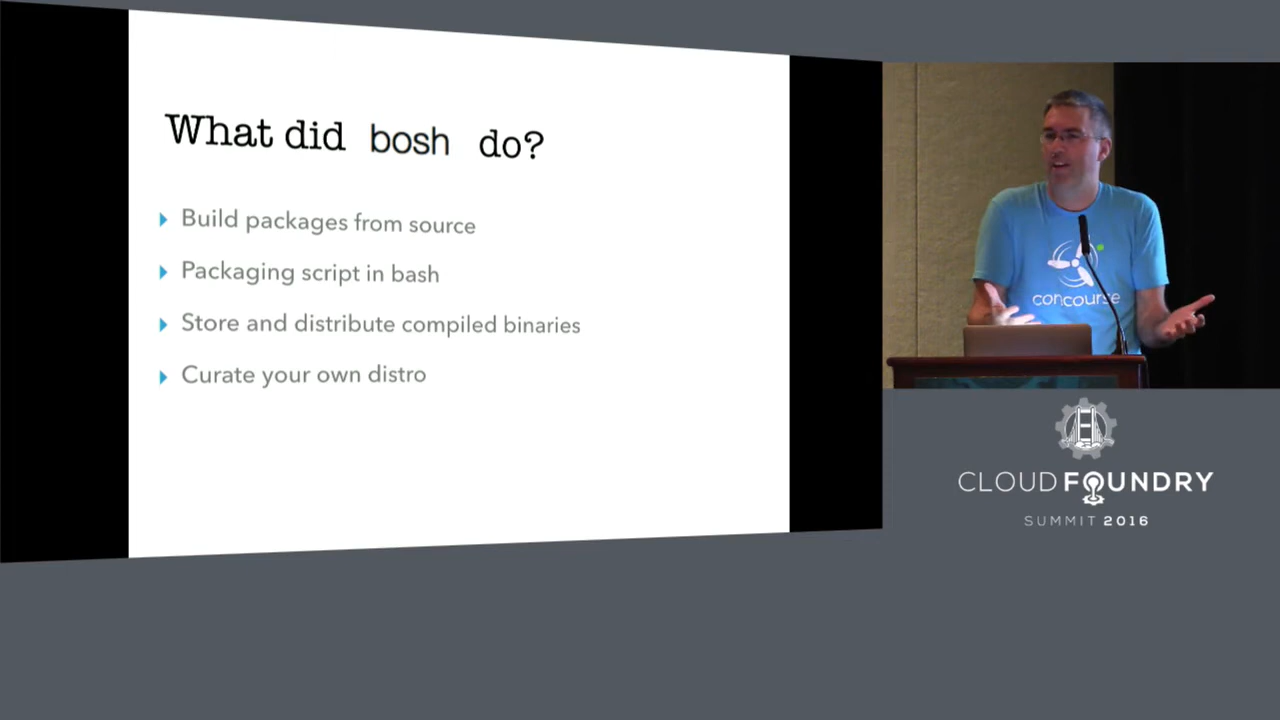 What did bosh do?
Build packages from source
Packaging script in bash
Store and distribute compiled binaries
Curate your own distro
concourse
CLOUD FOUNDRY
SUMMIT 2016